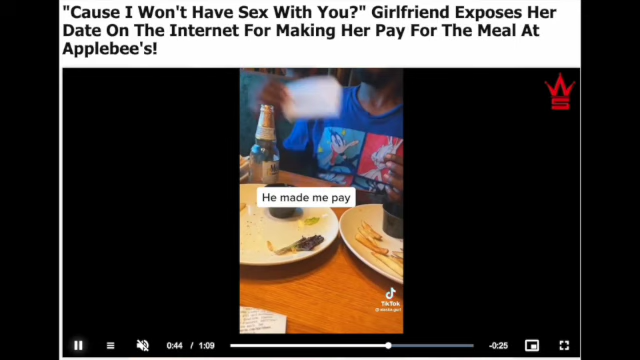 "Cause I Won't Have Sex With You?" Girlfriend Exposes Her
Date On The Internet For Making Her Pay For The Meal At
Applebee's!
He made me pay
TikTok
0:44 / 1:09
-0:25